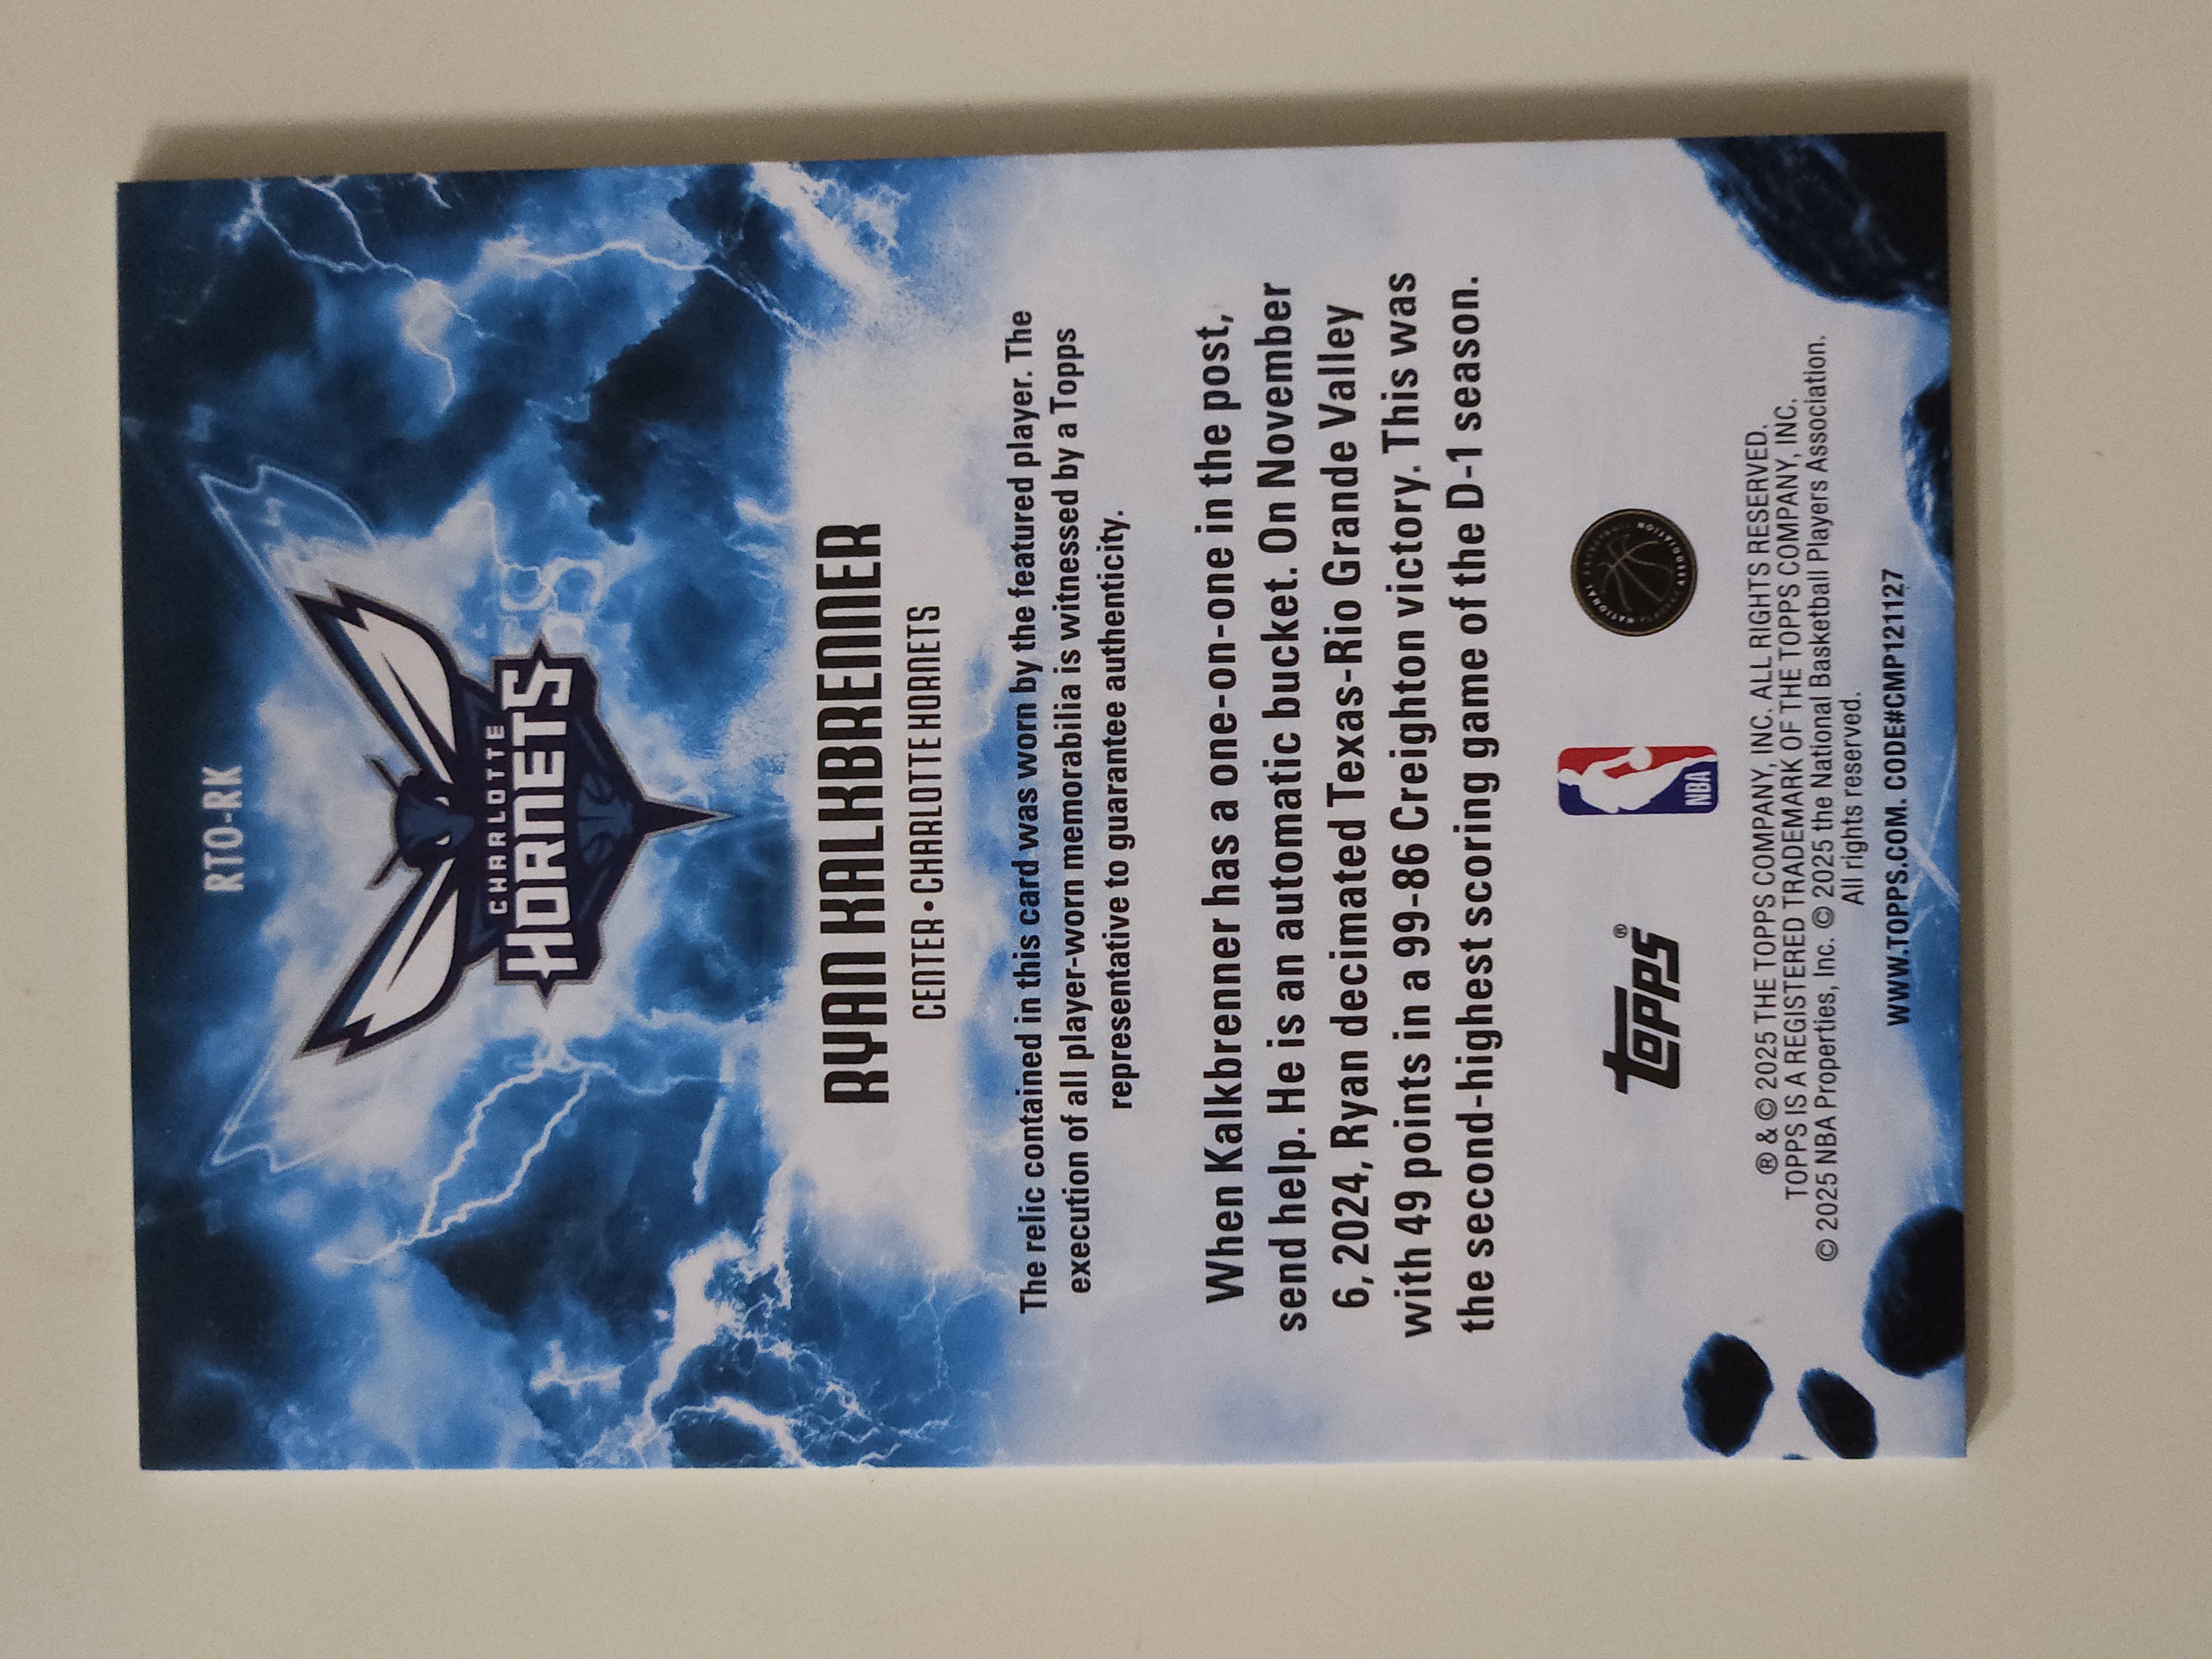 RTO-RK
CHARLOTTE
HORNETS
RYAN KALKBRENNER
CENTER • CHARLOTTE HORNETS
The relic contained in this card was worn by the featured player. The
execution of all player-worn memorabilia is witnessed by a Topps
representative to guarantee authenticity.
When Kalkbrenner has a one-on-one in the post,
send help. He is an automatic bucket. On November
6, 2024, Ryan decimated Texas-Rio Grande Valley
with 49 points in a 99-86 Creighton victory. This was
the second-highest scoring game of the D-1 season.
topps®
NBA
® & © 2025 THE TOPPS COMPANY, INC. ALL RIGHTS RESERVED.
TOPPS IS A REGISTERED TRADEMARK OF THE TOPPS COMPANY, INC.
© 2025 NBA Properties, Inc. © 2025 the National Basketball Players Association.
All rights reserved.
WWW.TOPPS.COM. CODE#CMP121127